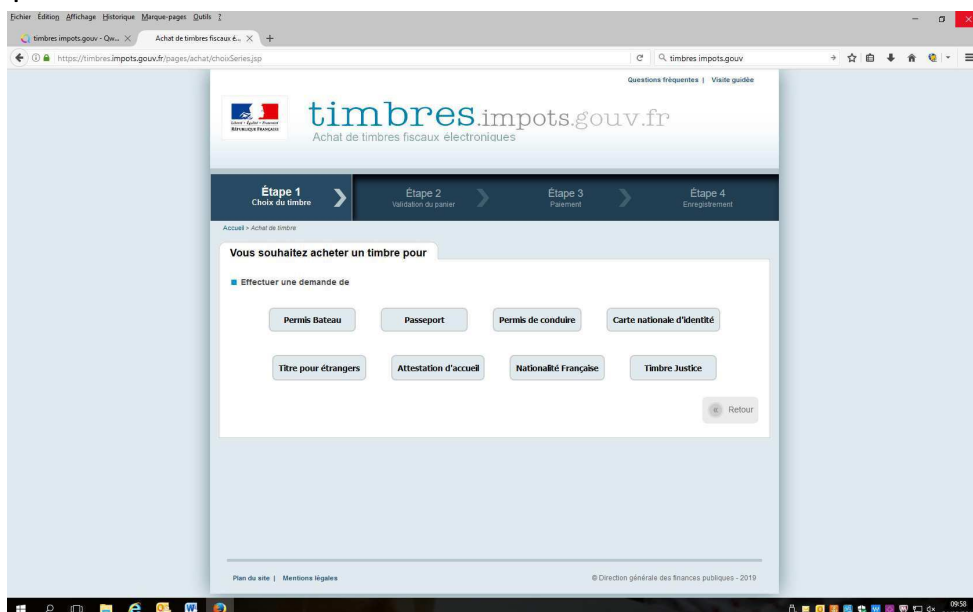 Fichier Édition Affichage Historique Marque-pages Outils ?
timbres impots.gouv - Qw... × Achat de timbres fiscaux é... × +
https://timbres.impots.gouv.fr/pages/achat/choixSeries.jsp timbres impots.gouv
Questions fréquentes | Visite guidée
RÉPUBLIQUE FRANÇAISE
timbres.impots.gouv.fr
Achat de timbres fiscaux électroniques
Étape 1 Étape 2 Étape 3 Étape 4
Choix du timbre Validation du panier Paiement Enregistrement
Accueil > Achat de timbre
Vous souhaitez acheter un timbre pour
Effectuer une demande de
Permis Bateau Passeport Permis de conduire Carte nationale d'identité
Titre pour étrangers Attestation d'accueil Nationalité Française Timbre Justice
« Retour
Plan du site | Mentions légales © Direction générale des finances publiques - 2019
09:58